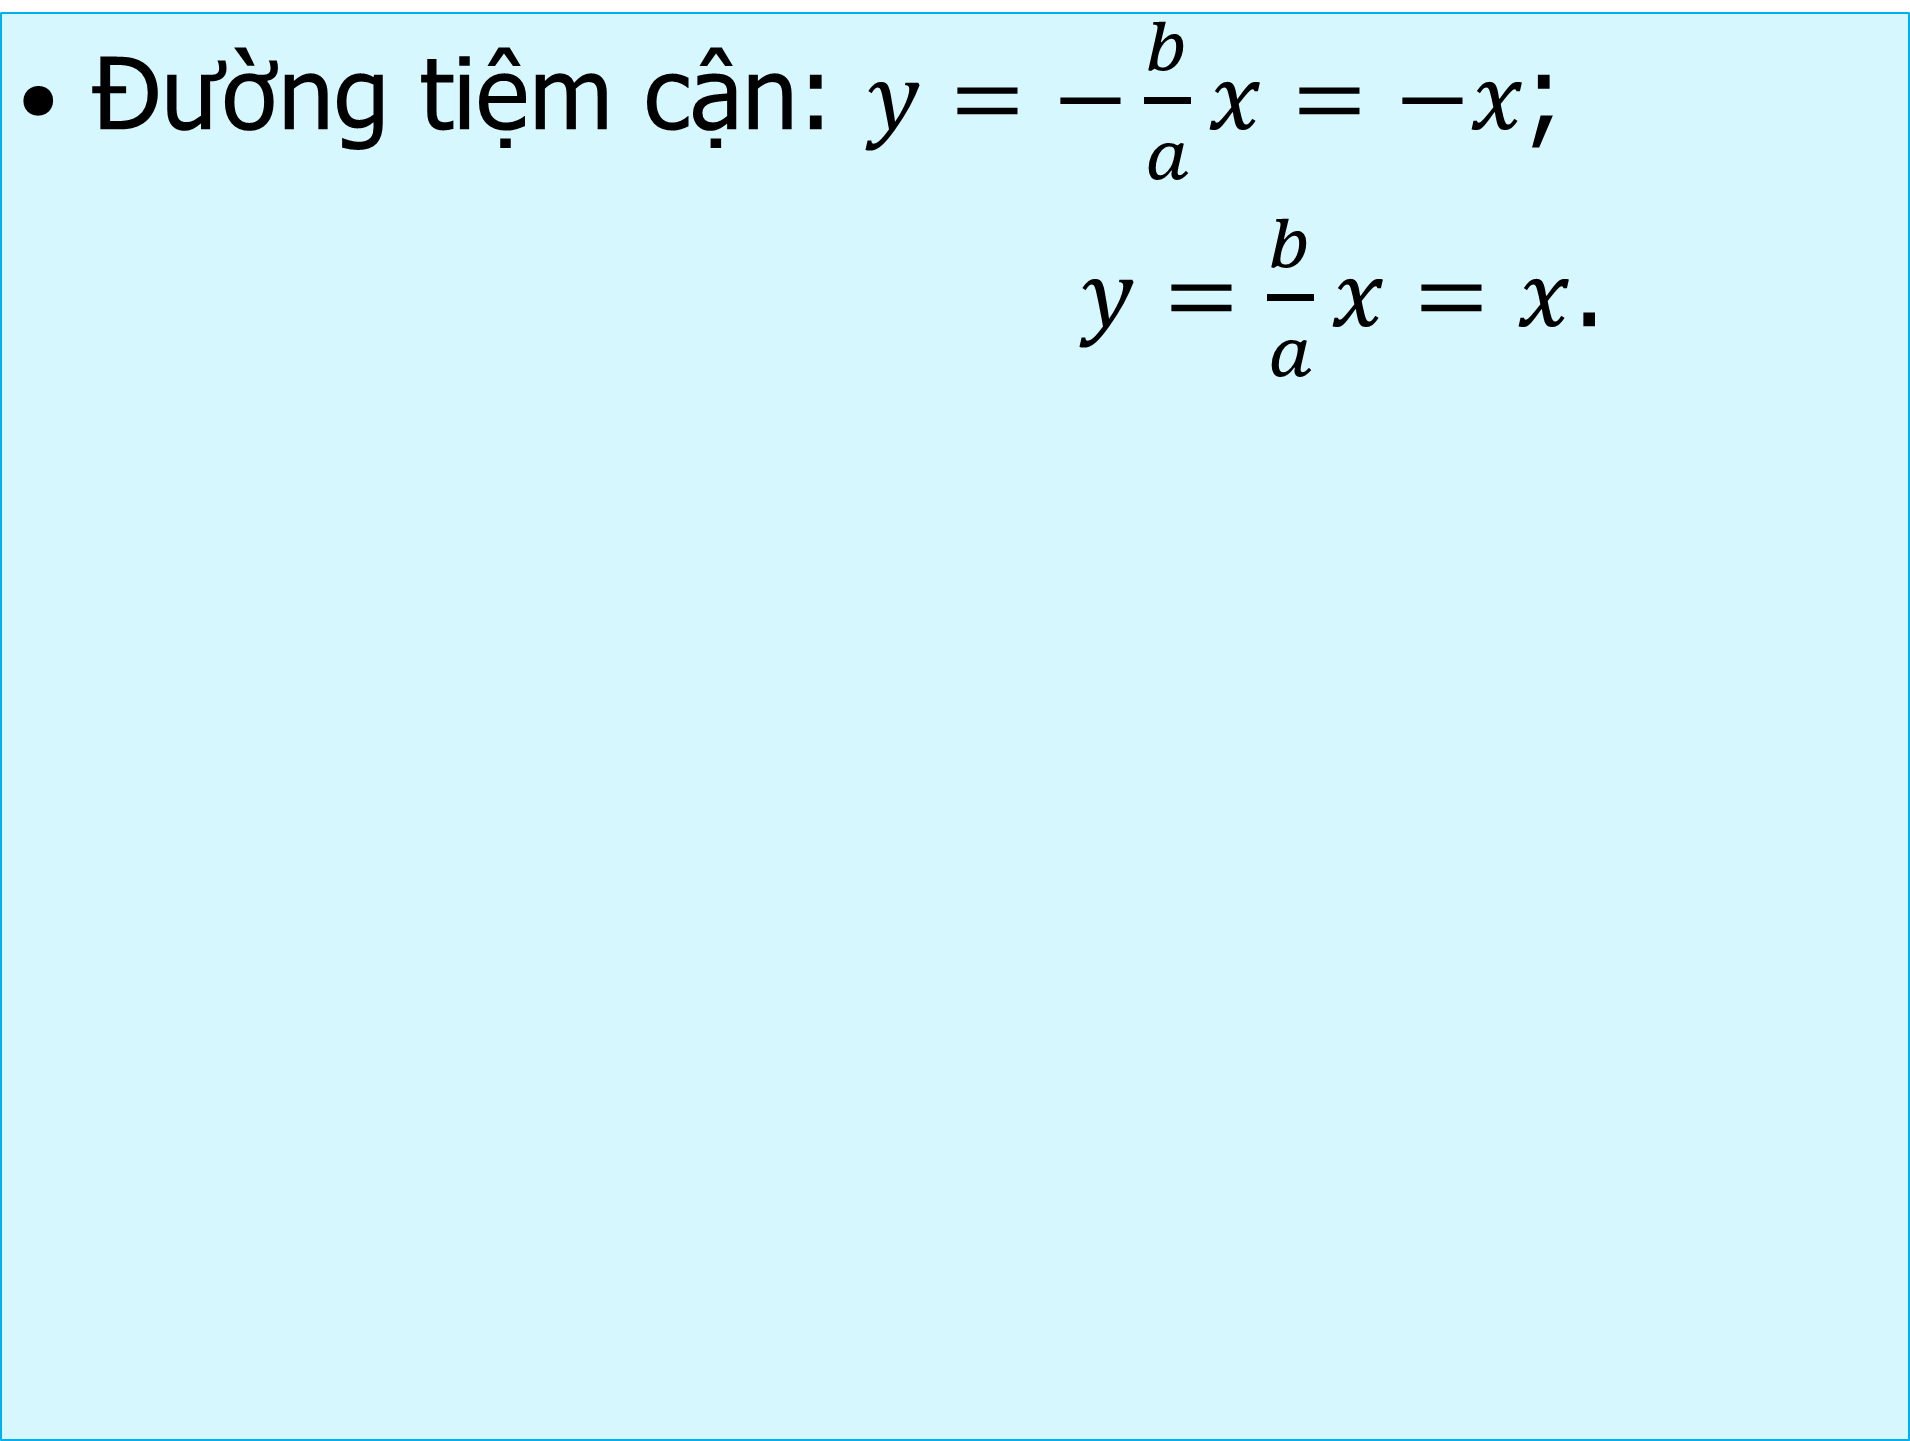 • Đường tiệm cận: y = −b/a x = −x;
y = b/a x = x.